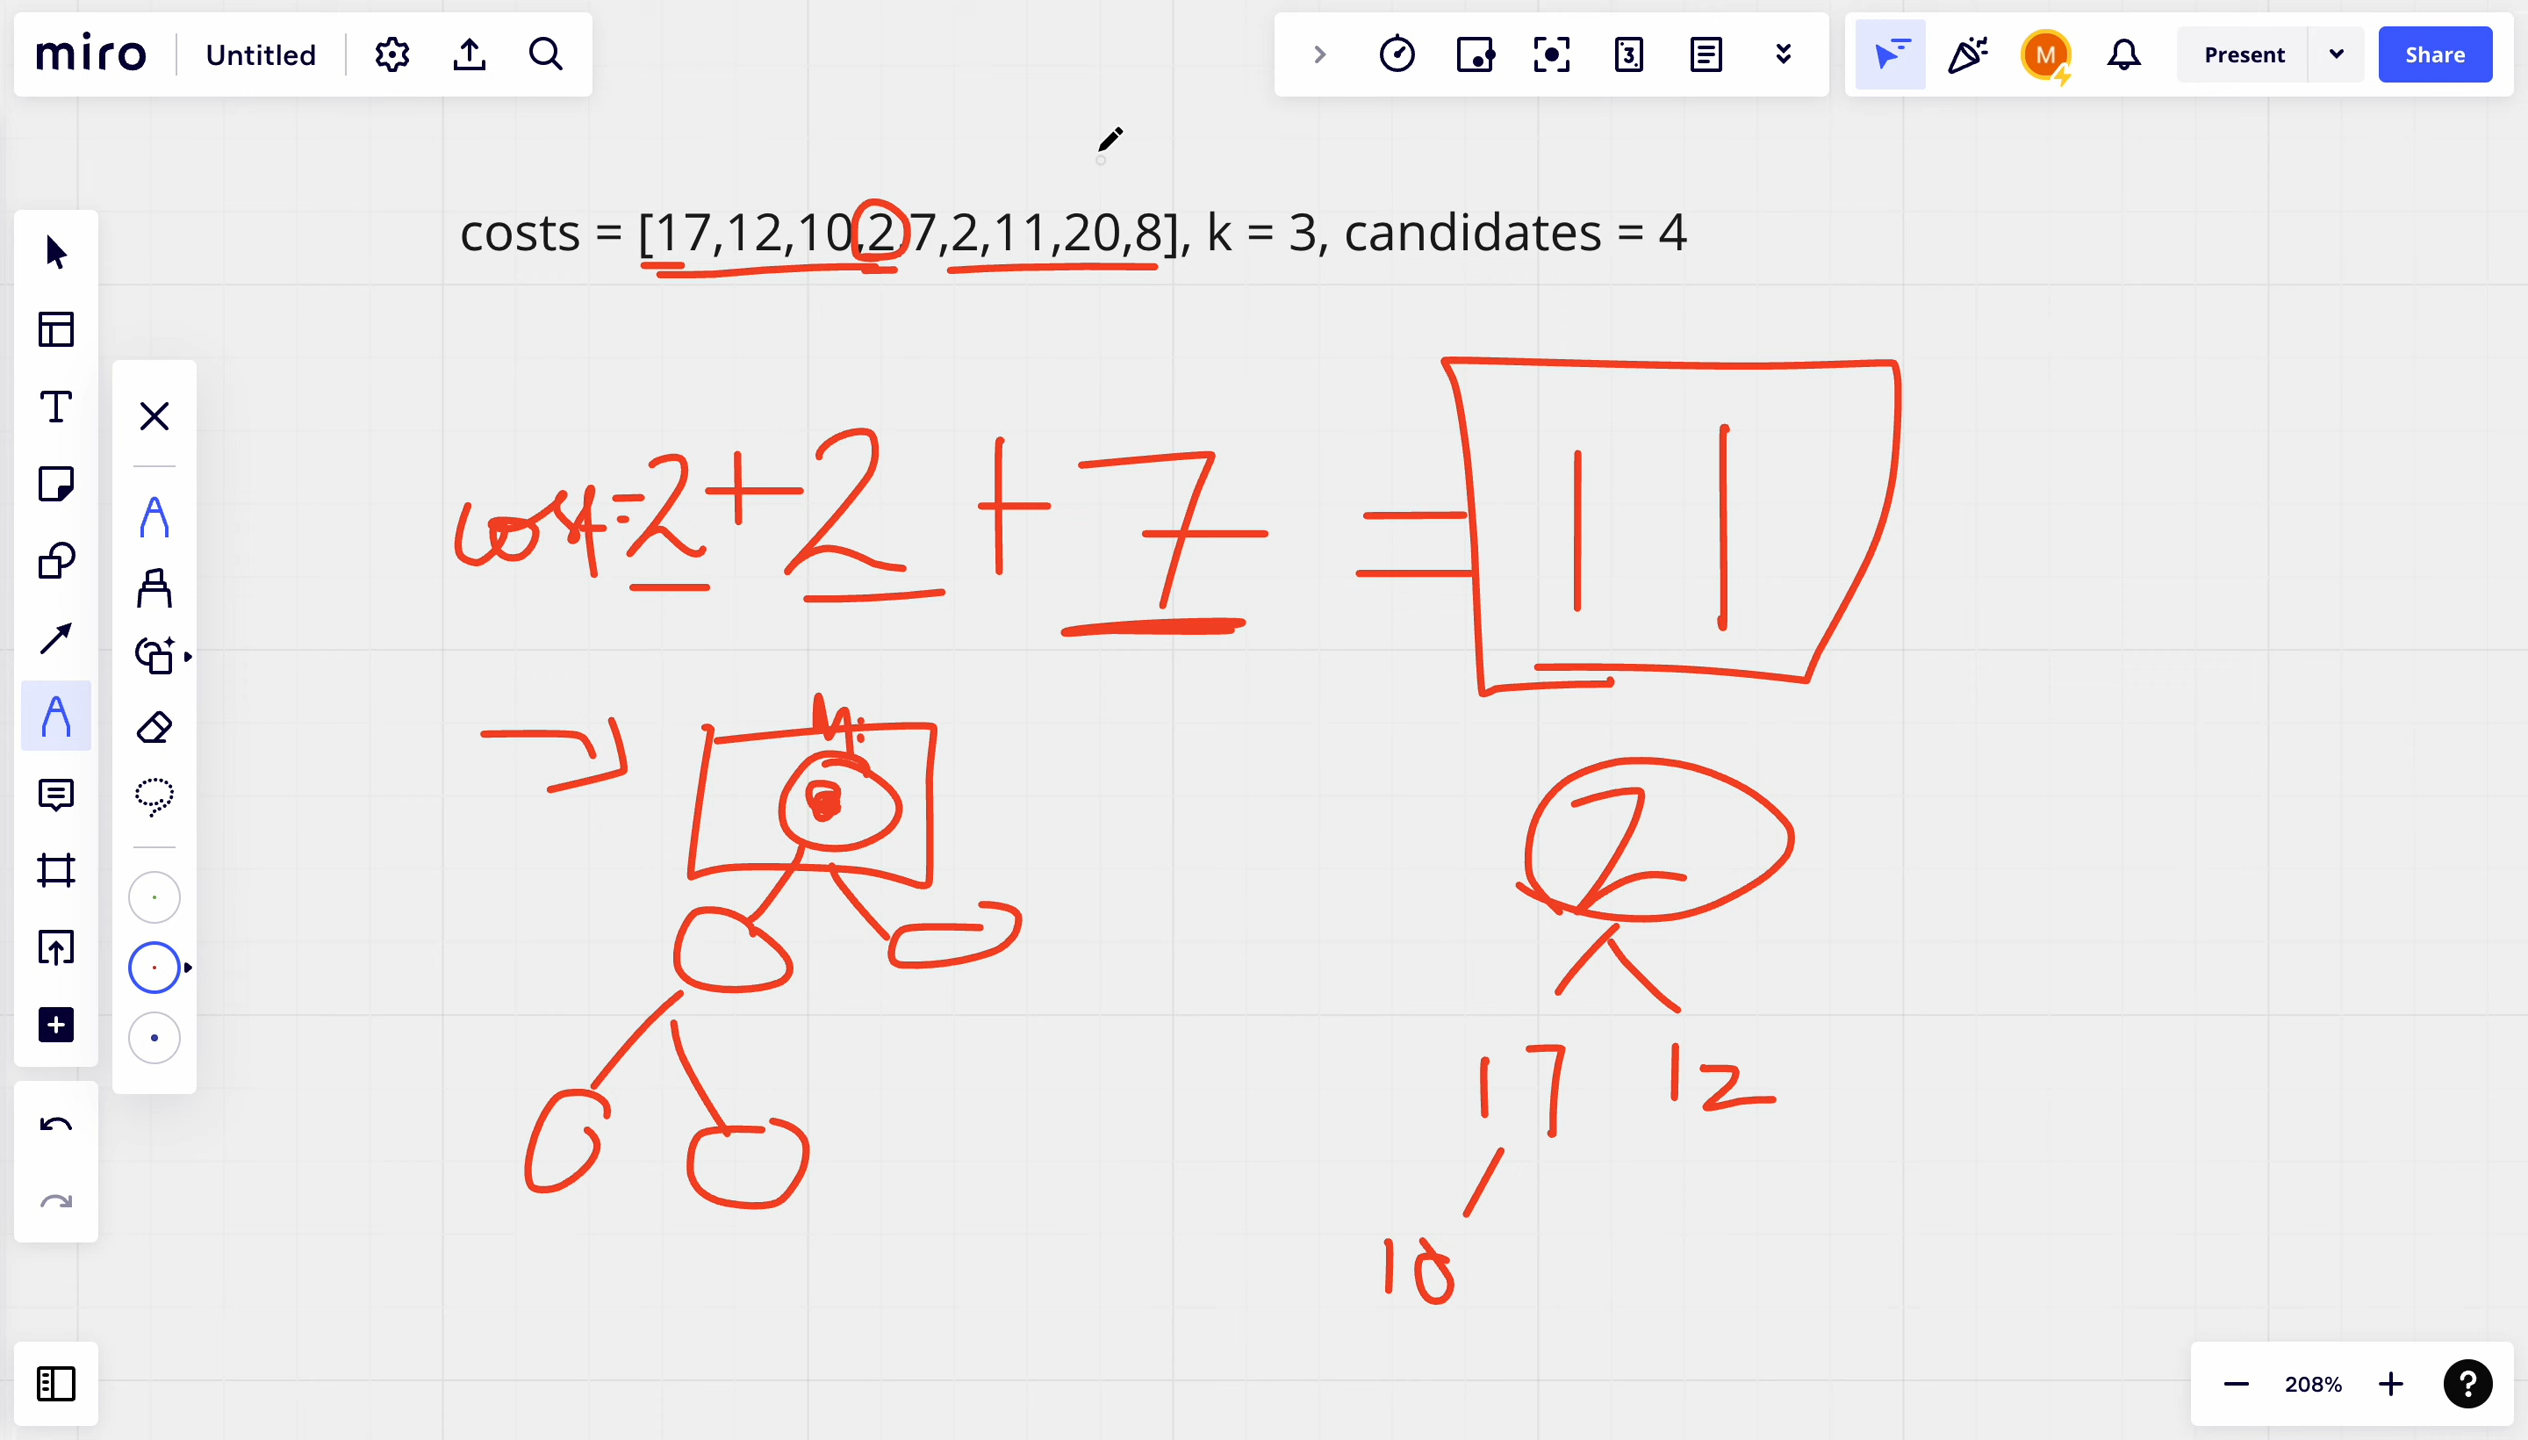 miro Untitled
3
M
Present
Share
costs = [17,12,10,2,7,2,11,20,8], k = 3, candidates = 4
cost=2+2+7=11
2
17 12
10
T
208%
?